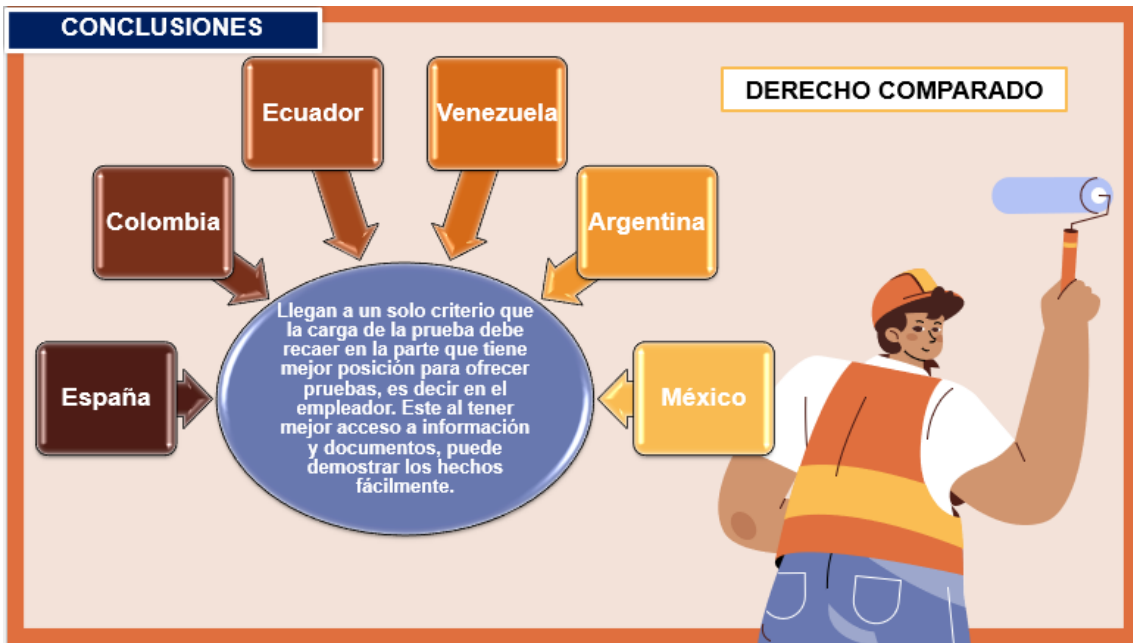 CONCLUSIONES
DERECHO COMPARADO
España
Colombia
Ecuador
Venezuela
Argentina
México
Llegan a un solo criterio que
la carga de la prueba debe
recaer en la parte que tiene
mejor posición para ofrecer
pruebas, es decir en el
empleador. Este al tener
mejor acceso a información
y documentos, puede
demostrar los hechos
fácilmente.